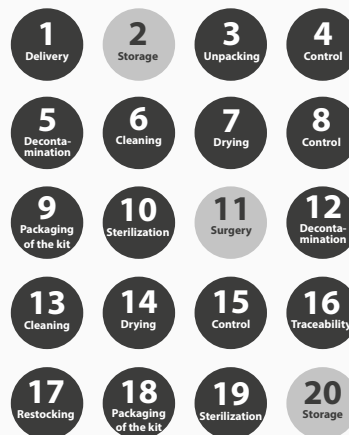 1
Delivery
2
Storage
3
Unpacking
4
Control
5
Deconta-
mination
6
Cleaning
7
Drying
8
Control
9
Packaging
of the kit
10
Sterilization
11
Surgery
12
Deconta-
mination
13
Cleaning
14
Drying
15
Control
16
Traceability
17
Restocking
18
Packaging
of the kit
19
Sterilization
20
Storage